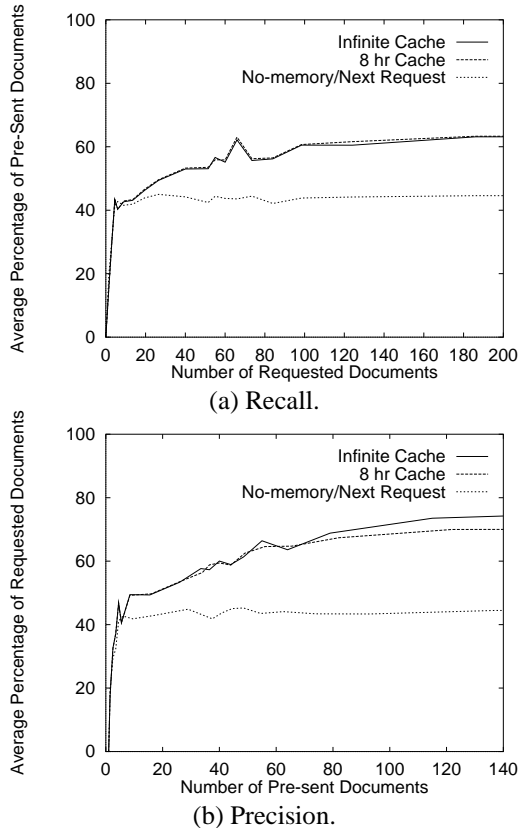 Average Percentage of Pre-Sent Documents
100
80
60
40
20
0
Infinite Cache
8 hr Cache
No-memory/Next Request
0 20 40 60 80 100 120 140 160 180 200
Number of Requested Documents
(a) Recall.
Average Percentage of Requested Documents
100
80
60
40
20
0
Infinite Cache
8 hr Cache
No-memory/Next Request
0 20 40 60 80 100 120 140
Number of Pre-sent Documents
(b) Precision.